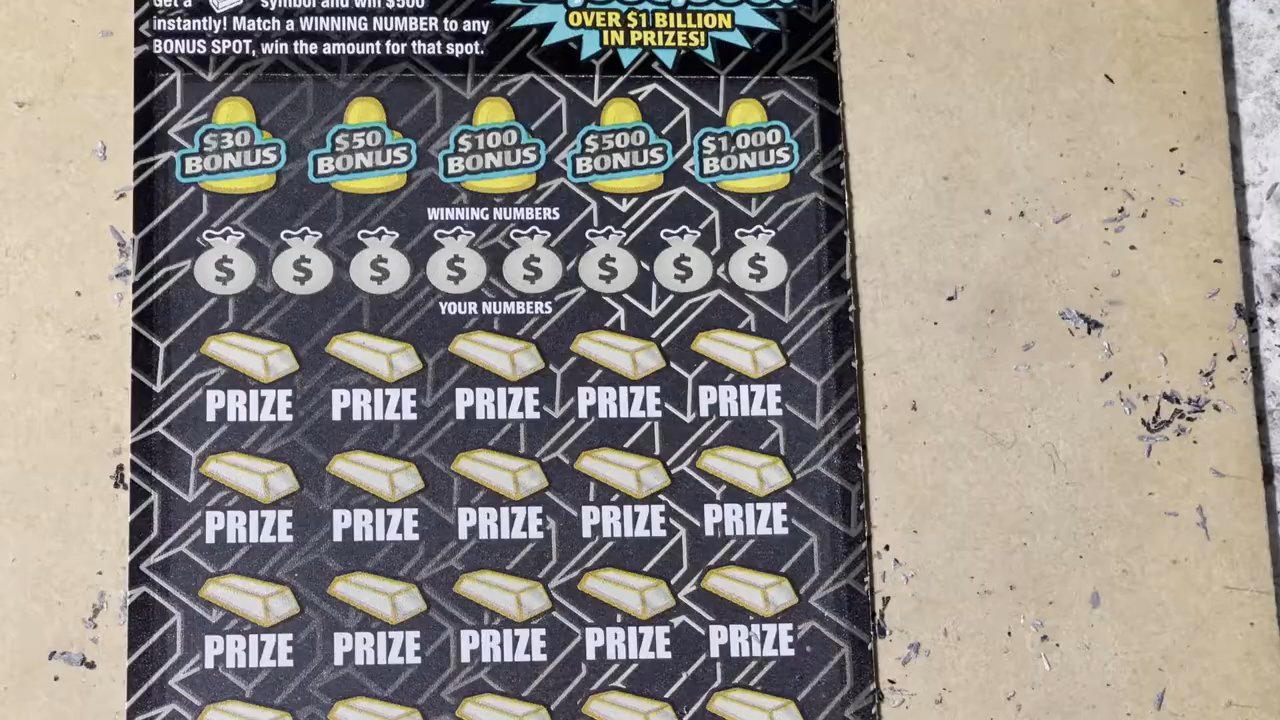 Get a symbol and win $500
instantly! Match a WINNING NUMBER to any
BONUS SPOT, win the amount for that spot.
OVER $1 BILLION
IN PRIZES!
$30 BONUS
$50 BONUS
$100 BONUS
$500 BONUS
$1,000 BONUS
WINNING NUMBERS
$ $ $ $ $ $ $ $
YOUR NUMBERS
PRIZE PRIZE PRIZE PRIZE PRIZE
PRIZE PRIZE PRIZE PRIZE PRIZE
PRIZE PRIZE PRIZE PRIZE PRIZE